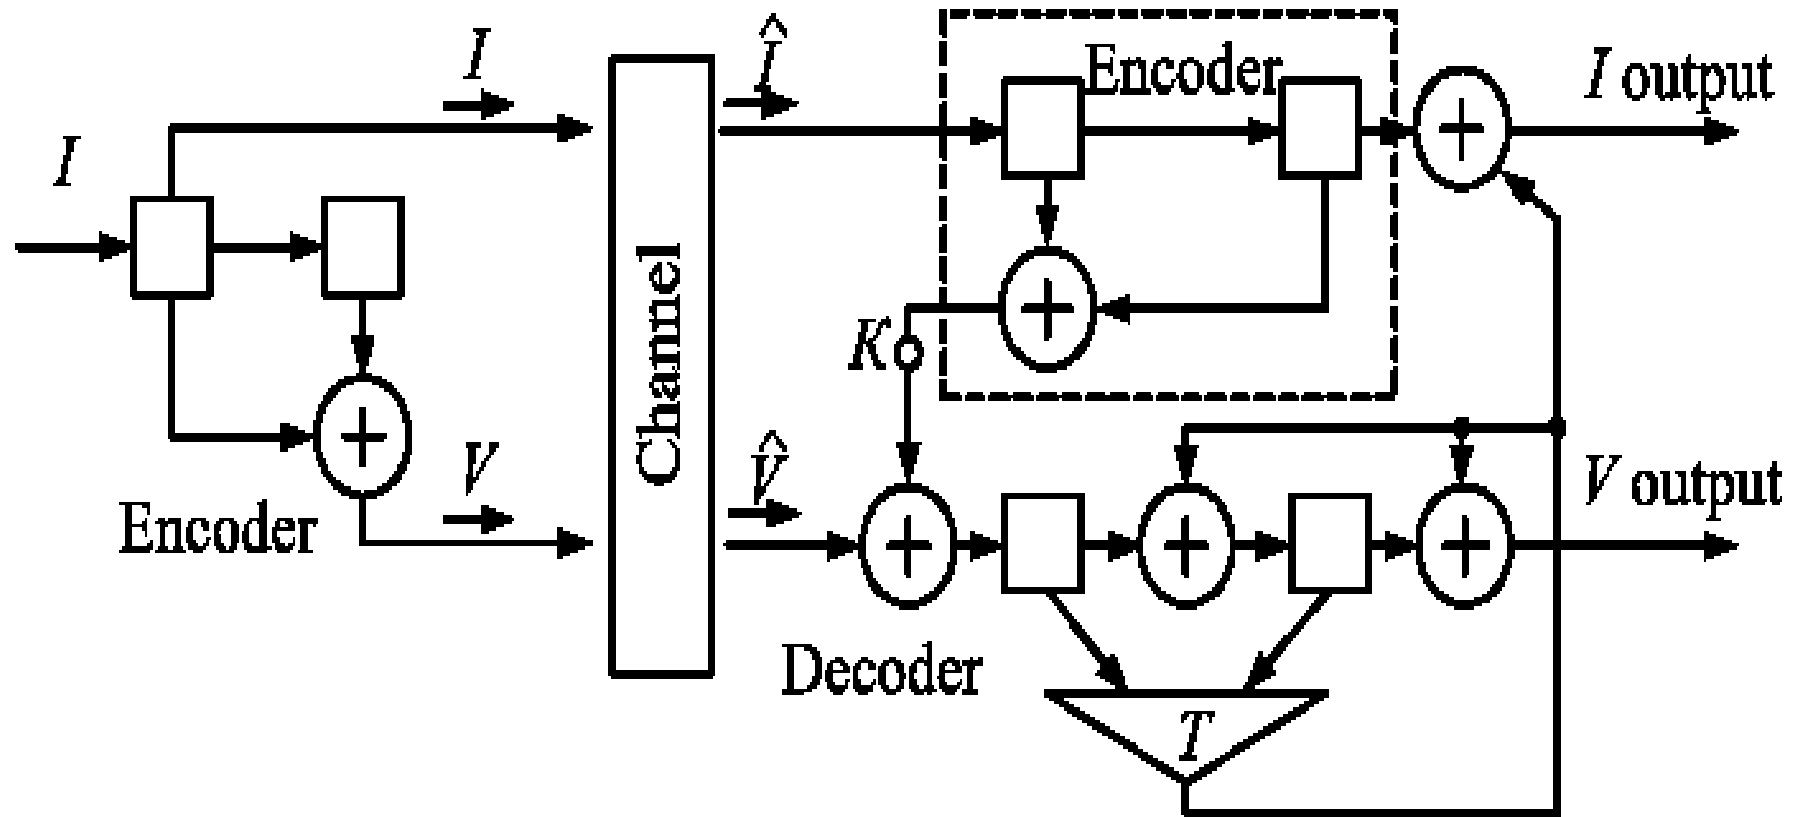 I
I
Encoder
V
Channel
Î
V̂
Encoder
K
Decoder
T
I output
V output